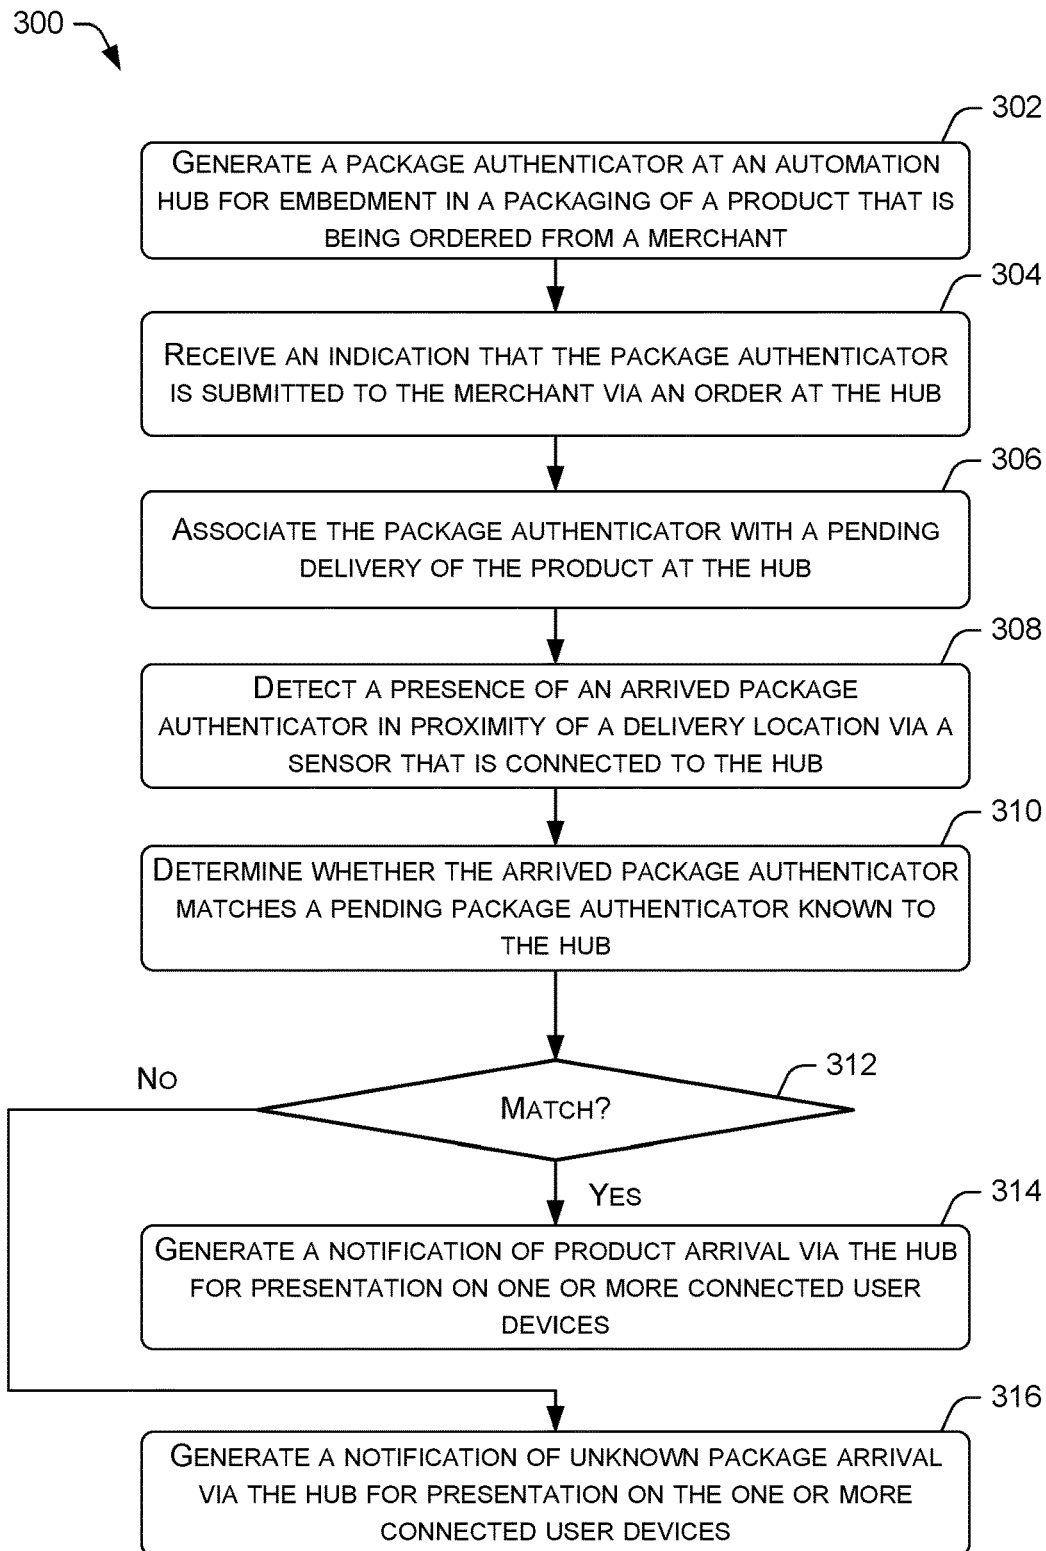 300
302
GENERATE A PACKAGE AUTHENTICATOR AT AN AUTOMATION
HUB FOR EMBEDMENT IN A PACKAGING OF A PRODUCT THAT IS
BEING ORDERED FROM A MERCHANT
304
RECEIVE AN INDICATION THAT THE PACKAGE AUTHENTICATOR
IS SUBMITTED TO THE MERCHANT VIA AN ORDER AT THE HUB
306
ASSOCIATE THE PACKAGE AUTHENTICATOR WITH A PENDING
DELIVERY OF THE PRODUCT AT THE HUB
308
DETECT A PRESENCE OF AN ARRIVED PACKAGE
AUTHENTICATOR IN PROXIMITY OF A DELIVERY LOCATION VIA A
SENSOR THAT IS CONNECTED TO THE HUB
310
DETERMINE WHETHER THE ARRIVED PACKAGE AUTHENTICATOR
MATCHES A PENDING PACKAGE AUTHENTICATOR KNOWN TO
THE HUB
312
NO
MATCH?
YES
314
GENERATE A NOTIFICATION OF PRODUCT ARRIVAL VIA THE HUB
FOR PRESENTATION ON ONE OR MORE CONNECTED USER
DEVICES
316
GENERATE A NOTIFICATION OF UNKNOWN PACKAGE ARRIVAL
VIA THE HUB FOR PRESENTATION ON THE ONE OR MORE
CONNECTED USER DEVICES